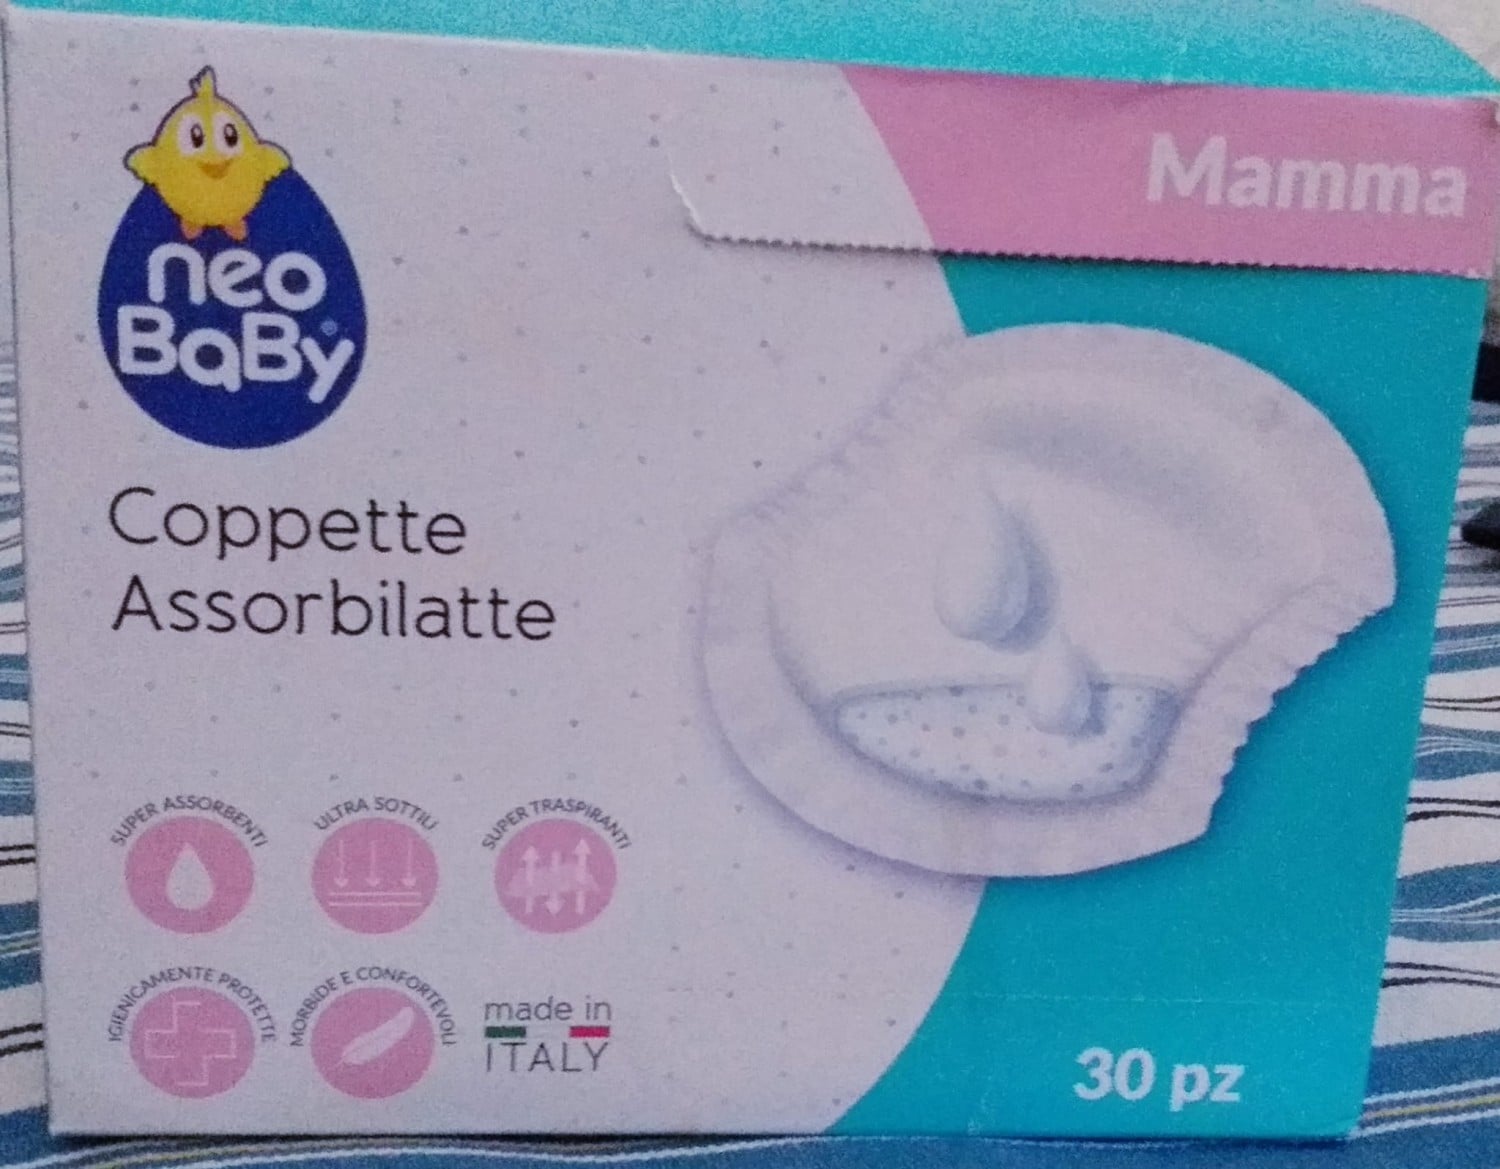 Mamma
neo
BaBy®
Coppette
Assorbilatte
SUPER ASSORBENTI
ULTRA SOTTILI
SUPER TRASPIRANTI
IGIENICAMENTE PROTETTE
MORBIDE E CONFORTEVOLI
made in
ITALY
30 pz